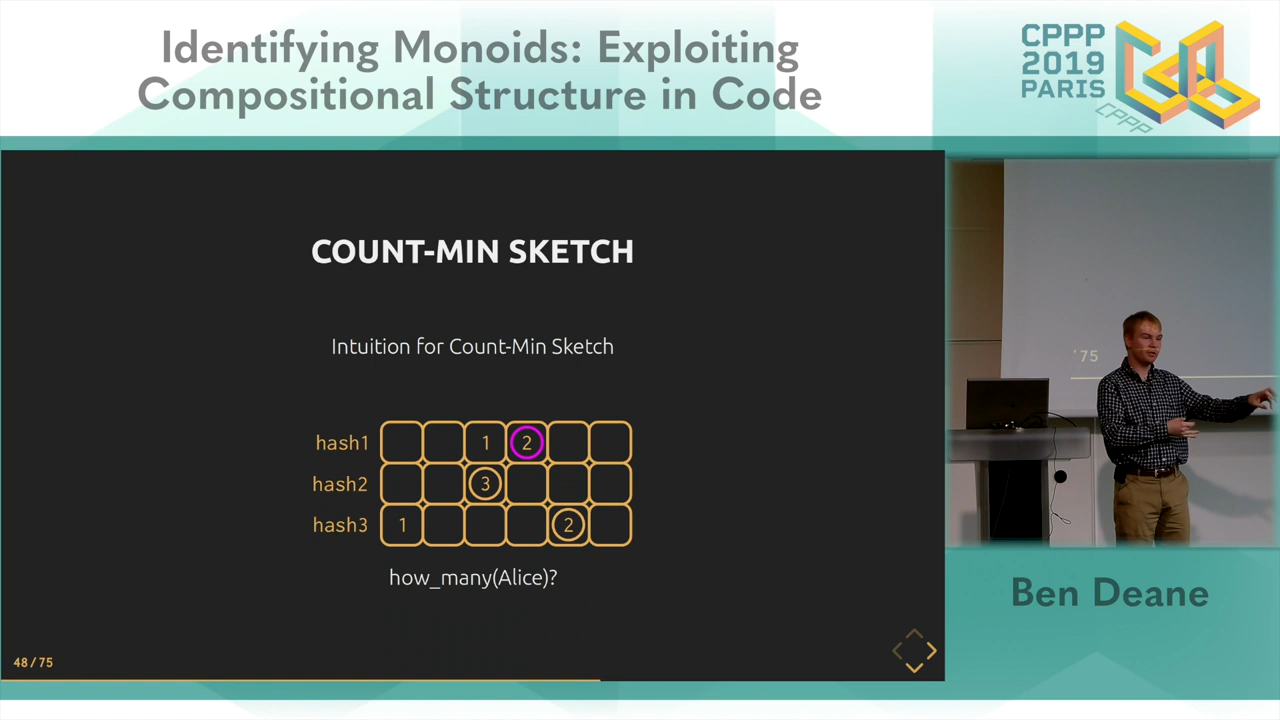 Identifying Monoids: Exploiting
Compositional Structure in Code
CPPP
2019
PARIS
CPPP
COUNT-MIN SKETCH
Intuition for Count-Min Sketch
hash1 1 2
hash2 3
hash3 1 2
how_many(Alice)?
48 / 75
75
Ben Deane